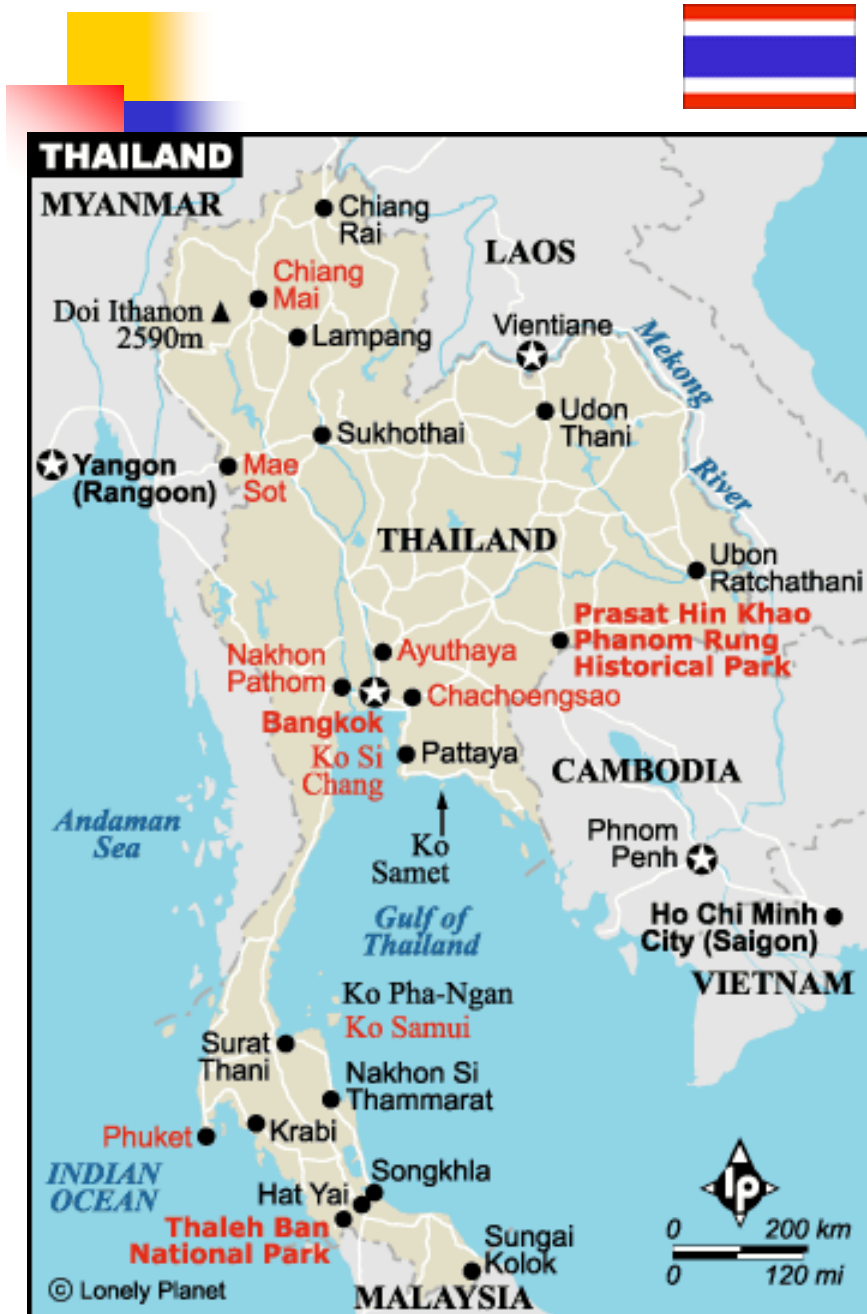 THAILAND
MYANMAR
Chiang
Rai
LAOS
Chiang
Mai
Doi Ithanon
2590m
Lampang
Vientiane
Mekong
River
Udon
Thani
Sukhothai
Yangon
(Rangoon)
Mae
Sot
THAILAND
Ubon
Ratchathani
Prasat Hin Khao
Phanom Rung
Historical Park
Ayuthaya
Nakhon
Pathom
Chachoengsao
Bangkok
Ko Si
Chang
Pattaya
CAMBODIA
Andaman
Sea
Ko
Samet
Phnom
Penh
Gulf of
Thailand
Ho Chi Minh
City (Saigon)
VIETNAM
Ko Pha-Ngan
Ko Samui
Surat
Thani
Nakhon Si
Thammarat
Phuket
Krabi
INDIAN
OCEAN
Songkhla
Hat Yai
Thaleh Ban
National Park
Sungai
Kolok
lp
0 200 km
0 120 mi
© Lonely Planet
MALAYSIA